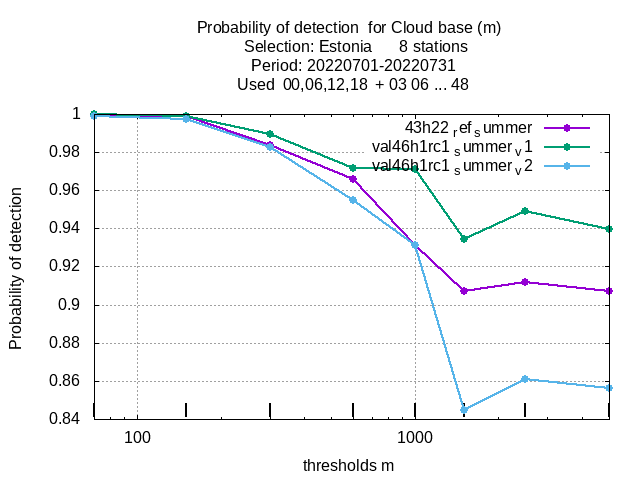 Probability of detection  for Cloud base (m)
Selection: Estonia      8 stations
Period: 20220701-20220731
Used  00,06,12,18  + 03 06 ... 48
43h22_ref_summer
val46h1rc1_summer_v1
val46h1rc1_summer_v2
1
0.98
0.96
0.94
0.92
0.9
0.88
0.86
0.84
Probability of detection
100
1000
thresholds m